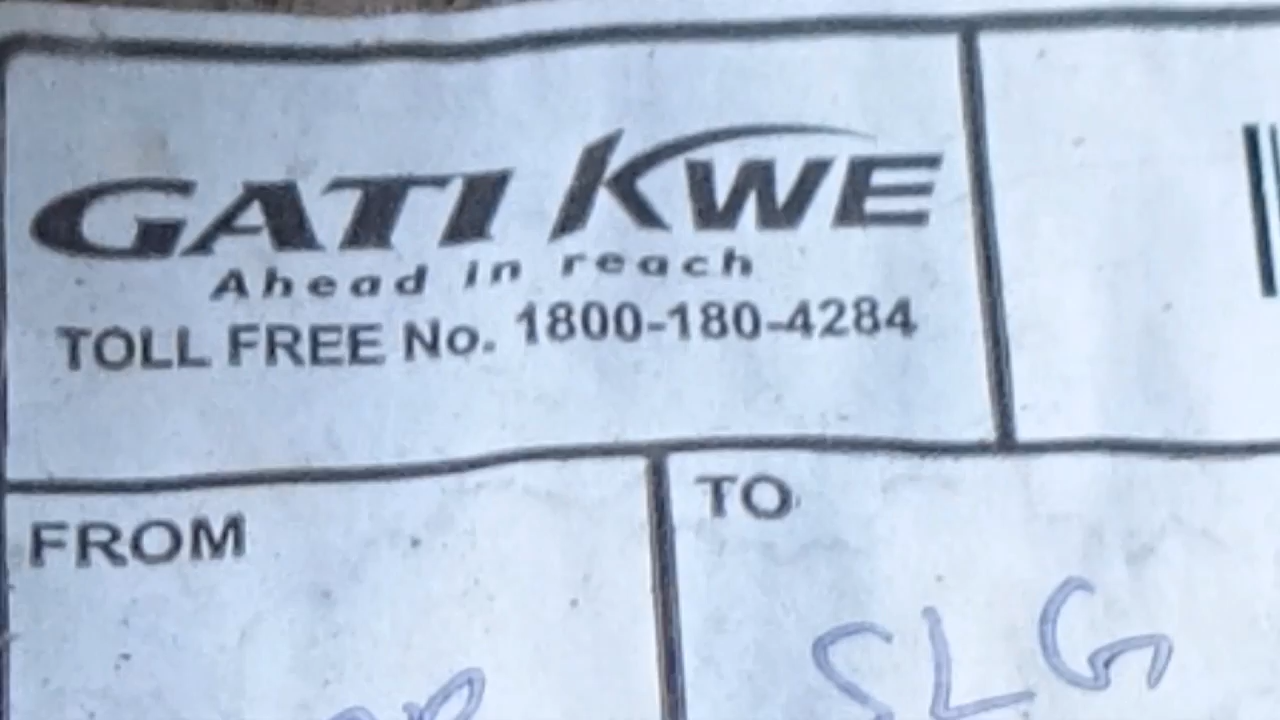 GATI KWE
Ahead in reach
TOLL FREE No. 1800-180-4284
FROM
TO
SLG